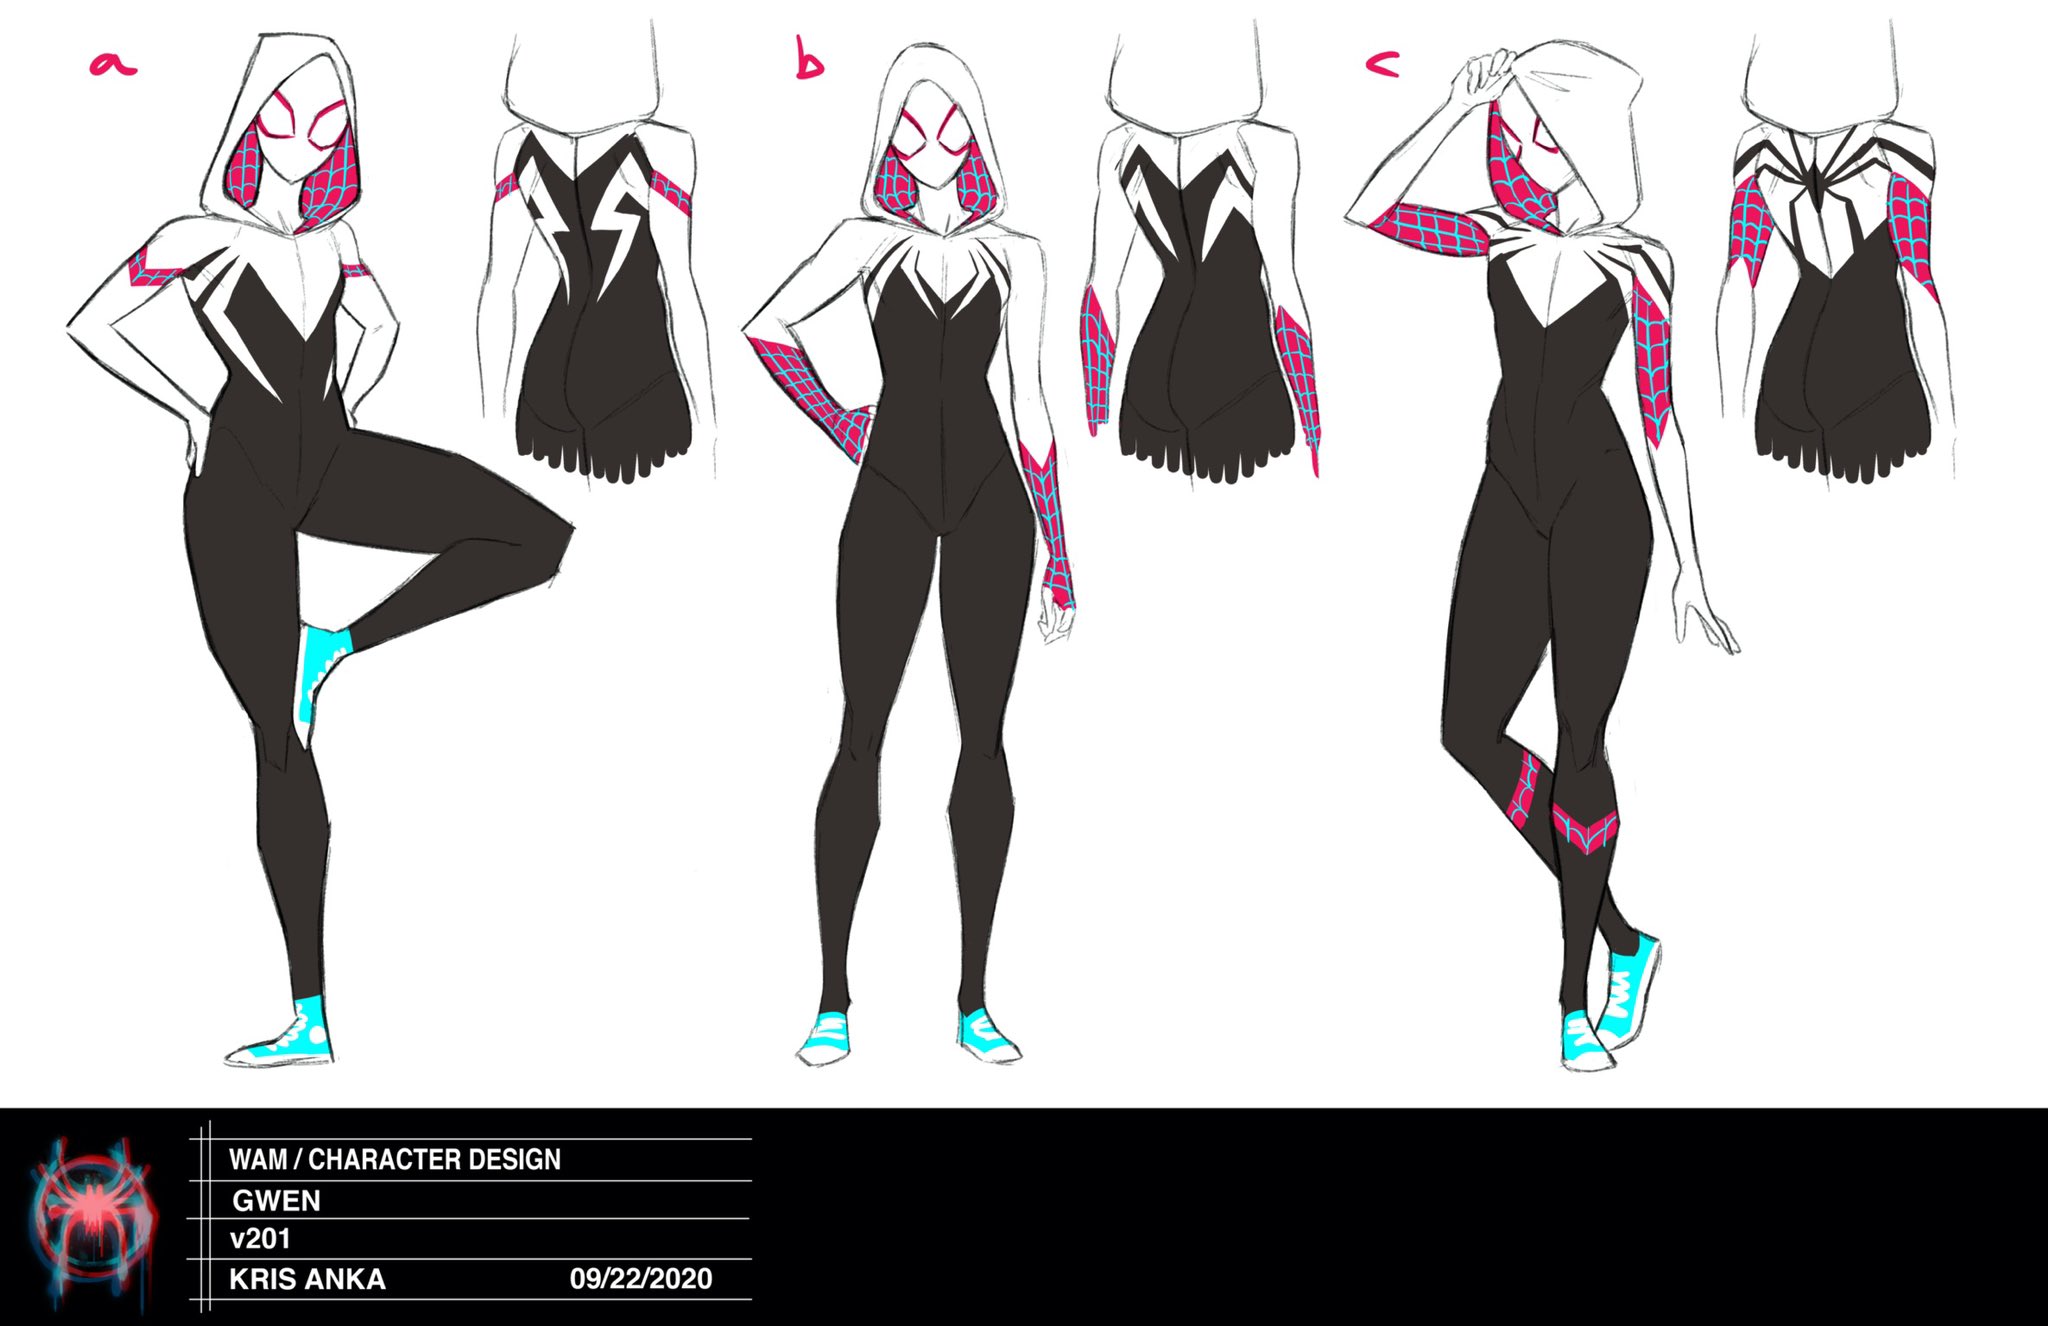 a
b
c
WAM / CHARACTER DESIGN
GWEN
v201
KRIS ANKA 09/22/2020